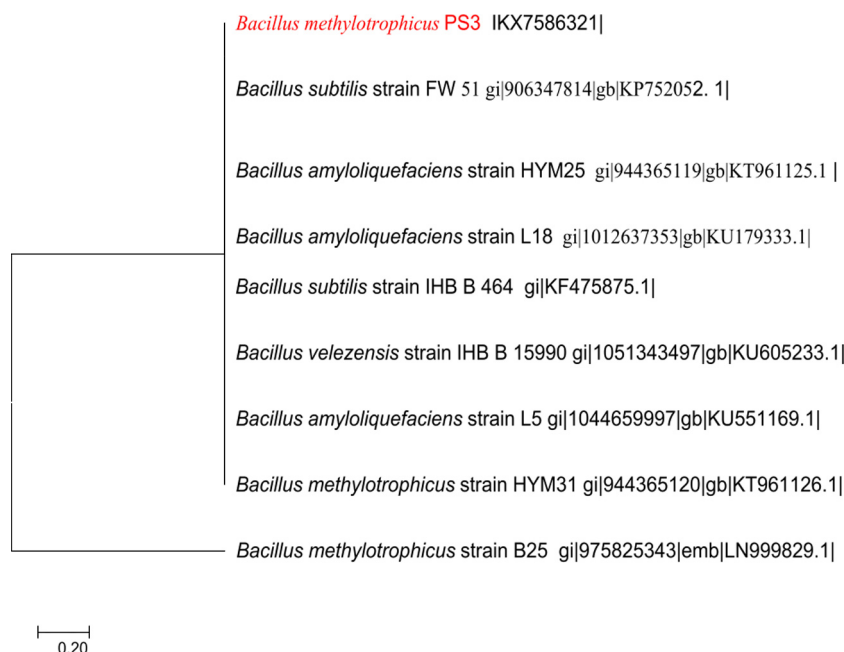 Bacillus methylotrophicus PS3 IKX7586321|
Bacillus subtilis strain FW 51 gi|906347814|gb|KP752052. 1|
Bacillus amyloliquefaciens strain HYM25 gi|944365119|gb|KT961125.1 |
Bacillus amyloliquefaciens strain L18 gi|1012637353|gb|KU179333.1|
Bacillus subtilis strain IHB B 464 gi|KF475875.1|
Bacillus velezensis strain IHB B 15990 gi|1051343497|gb|KU605233.1|
Bacillus amyloliquefaciens strain L5 gi|1044659997|gb|KU551169.1|
Bacillus methylotrophicus strain HYM31 gi|944365120|gb|KT961126.1|
Bacillus methylotrophicus strain B25 gi|975825343|emb|LN999829.1|
0.20